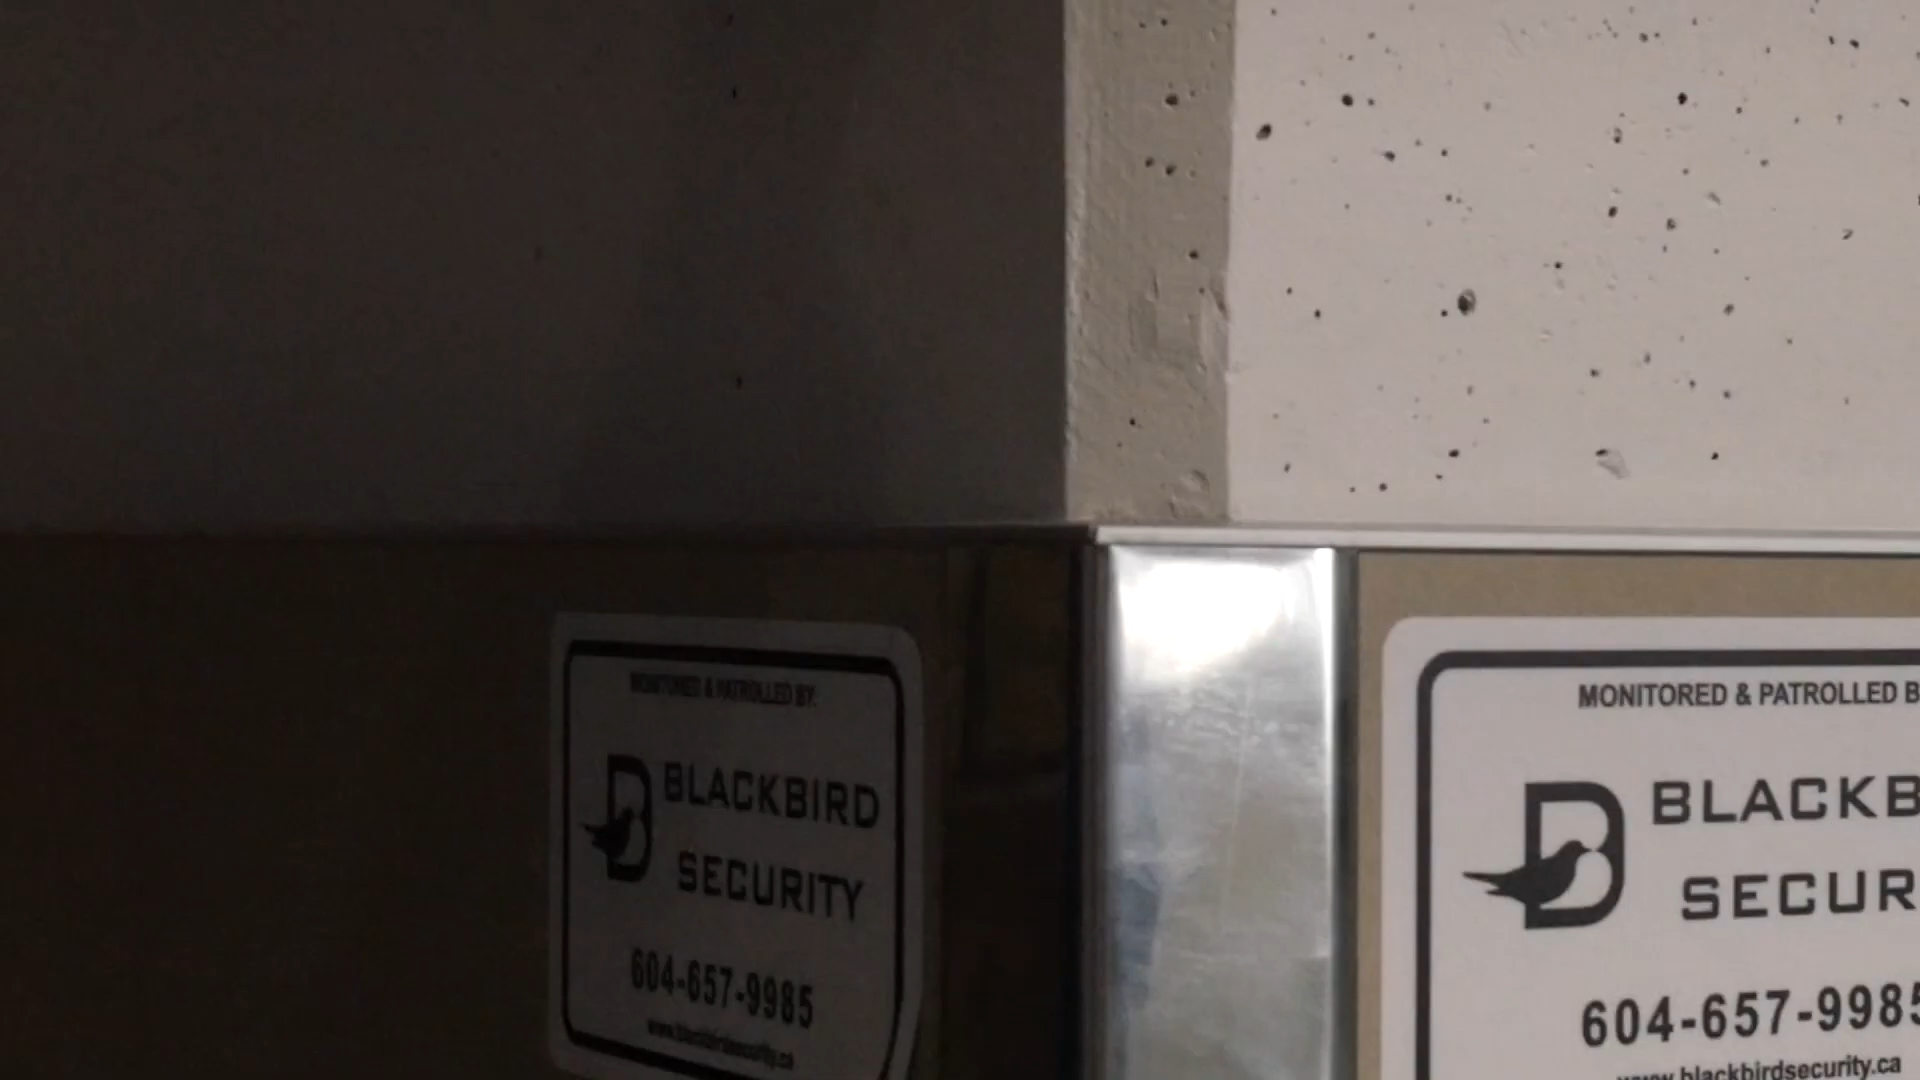 MONITORED & PATROLLED BY:
BLACKBIRD
SECURITY
604-657-9985
www.blackbirdsecurity.ca
MONITORED & PATROLLED B
BLACKB
SECUR
604-657-9985
www.blackbirdsecurity.ca